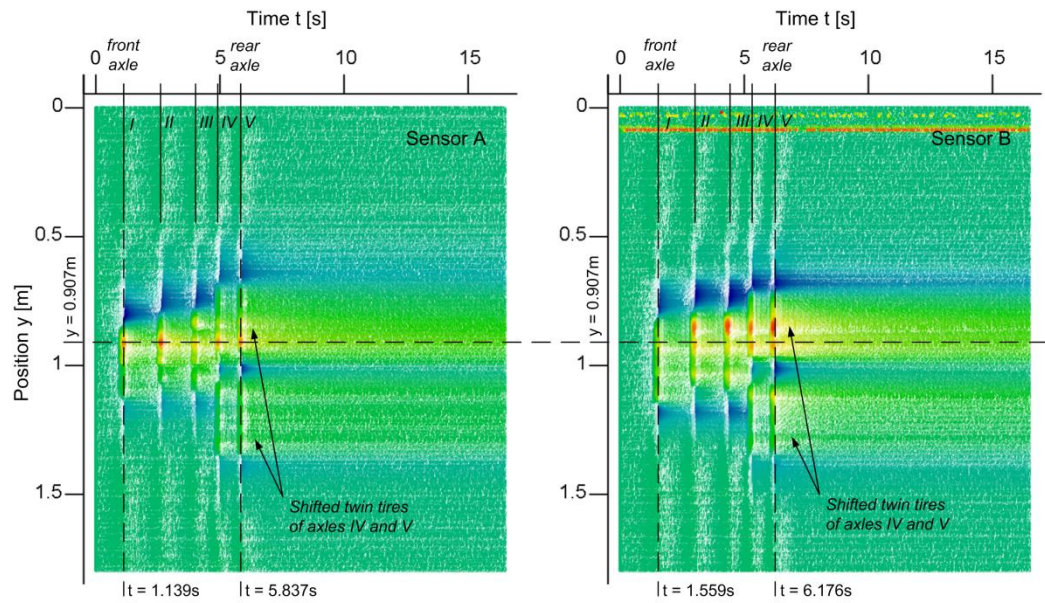 Time t [s]
0 front axle 5 rear axle 10 15
I II III IV V
Sensor A
0
0.5
1
1.5
Position y [m]
y = 0.907m
Shifted twin tires
of axles IV and V
t = 1.139s t = 5.837s
Time t [s]
0 front axle 5 rear axle 10 15
I II III IV V
Sensor B
0
0.5
1
1.5
y = 0.907m
Shifted twin tires
of axles IV and V
t = 1.559s t = 6.176s